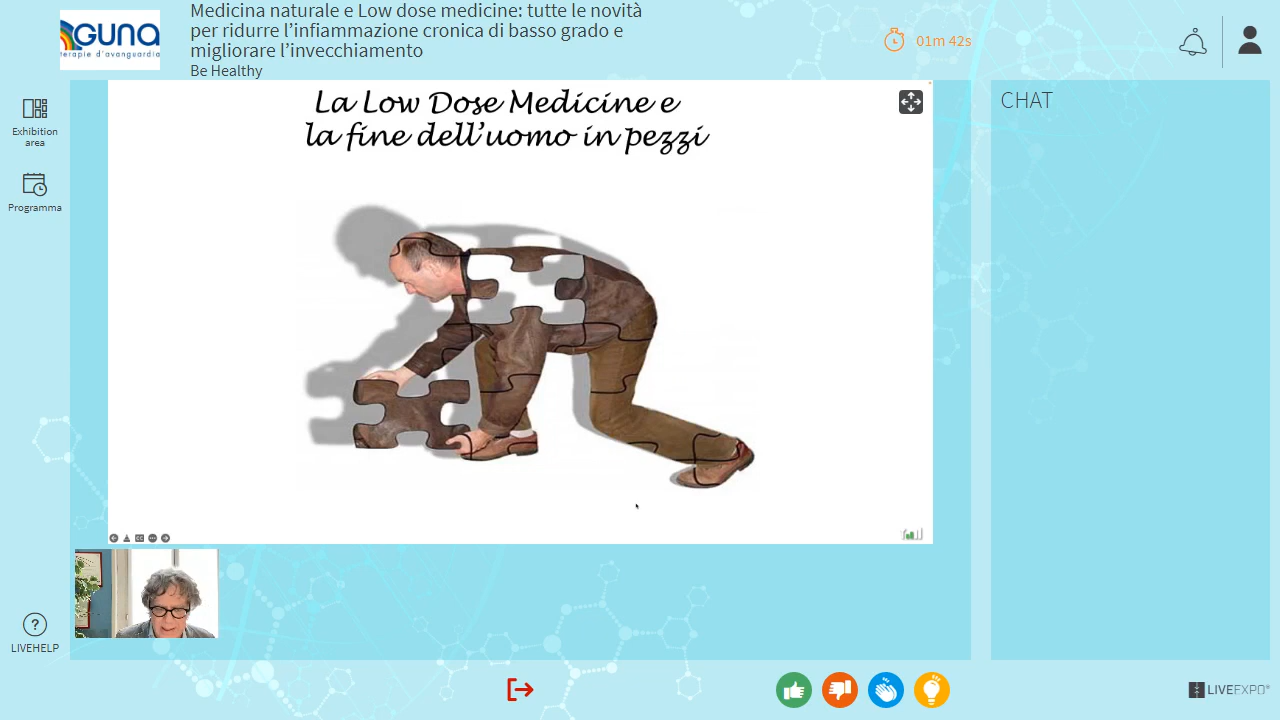 GUNA
terapie d'avanguardia
Medicina naturale e Low dose medicine: tutte le novità
per ridurre l'infiammazione cronica di basso grado e
migliorare l'invecchiamento
Be Healthy
01m 42s
Exhibition
area
Programma
La Low Dose Medicine e
la fine dell'uomo in pezzi
CHAT
?
LIVEHELP
LIVEEXPO®